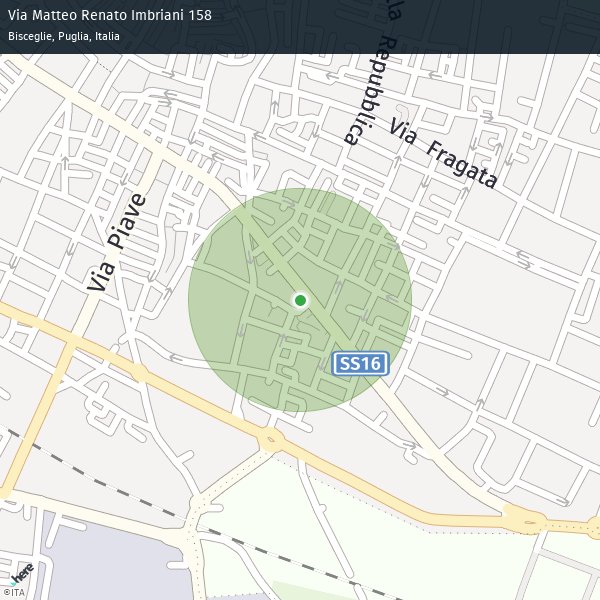 Via Matteo Renato Imbriani 158
Bisceglie, Puglia, Italia
lla Repubblica
Via Fragata
Via Piave
SS16
here
©ITA